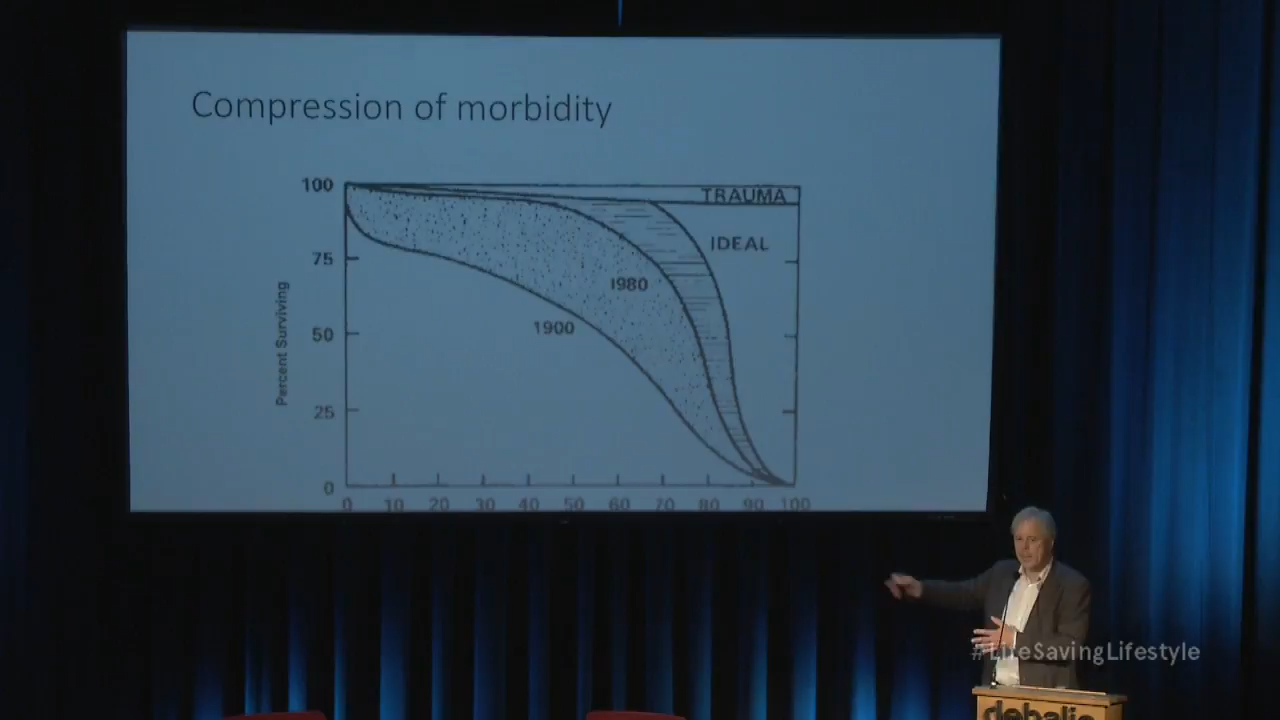 Compression of morbidity
100
TRAUMA
IDEAL
75
1980
Percent Surviving
1900
50
25
0
0 10 20 30 40 50 60 70 80 90 100
#LifeSavingLifestyle
debalie